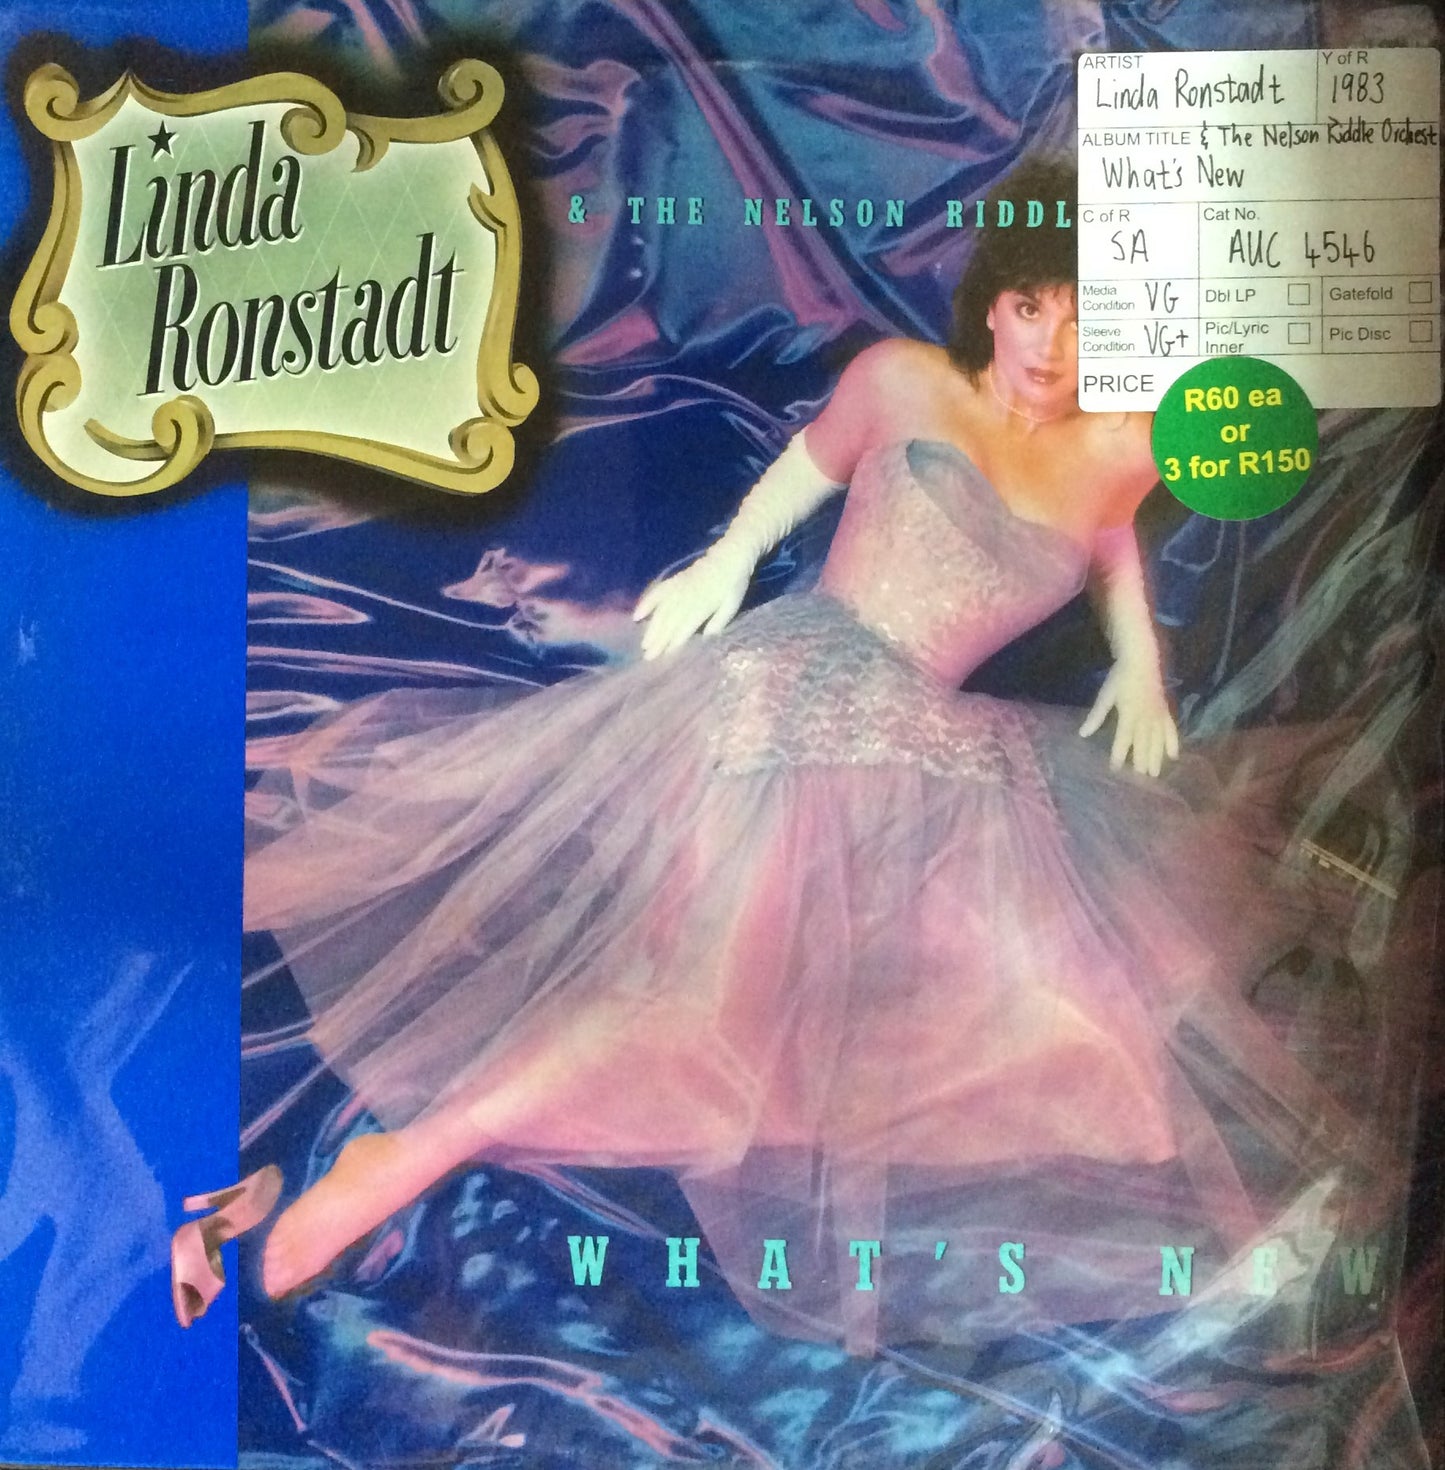 Linda
Ronstadt
& THE NELSON RIDDL
ARTIST
Linda Ronstadt
Y of R
1983
ALBUM TITLE & The Nelson Riddle Orchest
What's New
C of R
SA
Cat No.
AUC 4546
Media
Condition VG
Dbl LP
Gatefold
Sleeve
Condition VG+
Pic/Lyric
Inner
Pic Disc
PRICE
R60 ea
or
3 for R150
WHAT'S NEW